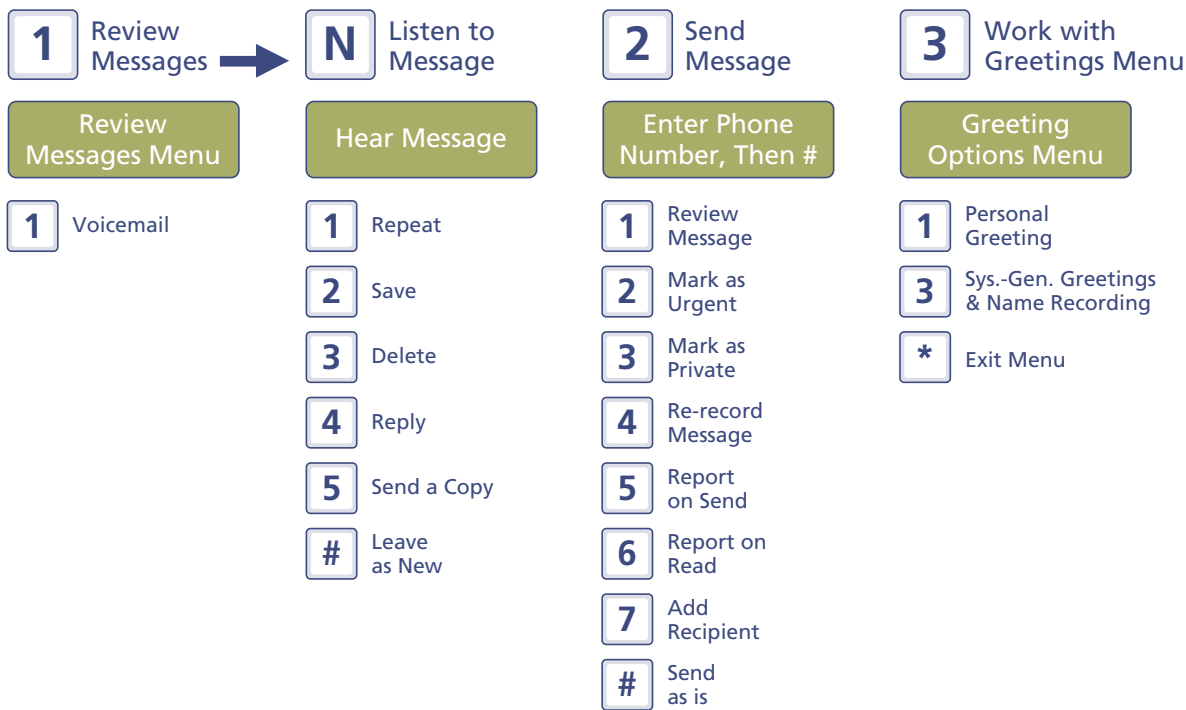 1
Review
Messages
Review
Messages Menu
1
Voicemail
N
Listen to
Message
Hear Message
1
Repeat
2
Save
3
Delete
4
Reply
5
Send a Copy
#
Leave
as New
2
Send
Message
Enter Phone
Number, Then #
1
Review
Message
2
Mark as
Urgent
3
Mark as
Private
4
Re-record
Message
5
Report
on Send
6
Report on
Read
7
Add
Recipient
#
Send
as is
3
Work with
Greetings Menu
Greeting
Options Menu
1
Personal
Greeting
3
Sys.-Gen. Greetings
& Name Recording
*
Exit Menu